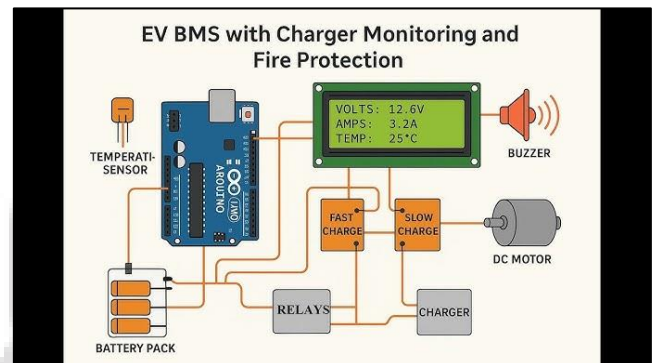 EV BMS with Charger Monitoring and
Fire Protection
TEMPERATI-
SENSOR
ARDUINO
VOLTS: 12.6V
AMPS: 3.2A
TEMP: 25°C
BUZZER
FAST
CHARGE
SLOW
CHARGE
DC MOTOR
BATTERY PACK
RELAYS
CHARGER